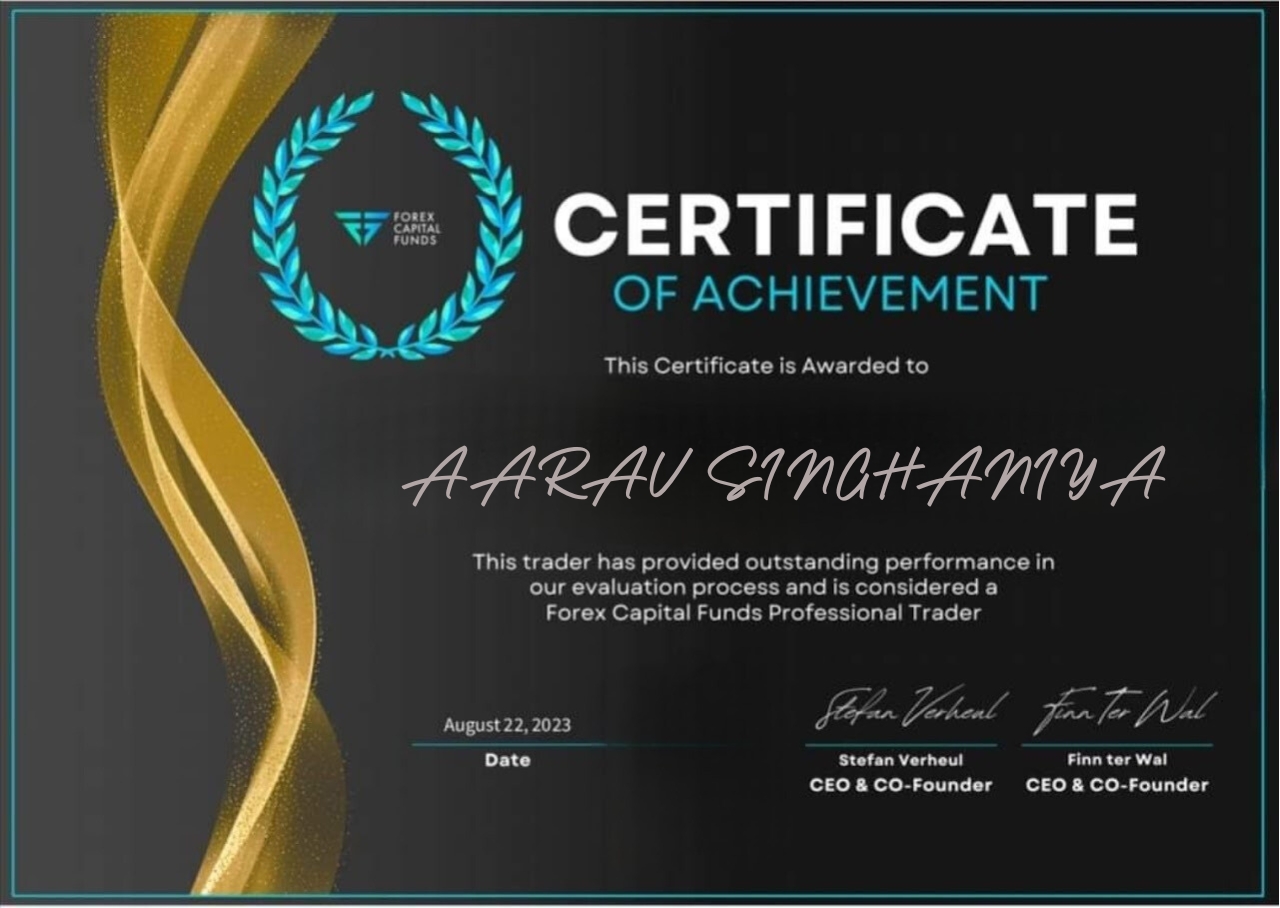 FOREX
CAPITAL
FUNDS
CERTIFICATE
OF ACHIEVEMENT
This Certificate is Awarded to
AARAV SINGHANIYA
This trader has provided outstanding performance in
our evaluation process and is considered a
Forex Capital Funds Professional Trader
August 22, 2023
Date
Stefan Verheul
Stefan Verheul
CEO & CO-Founder
Finn Ter Wal
Finn ter Wal
CEO & CO-Founder